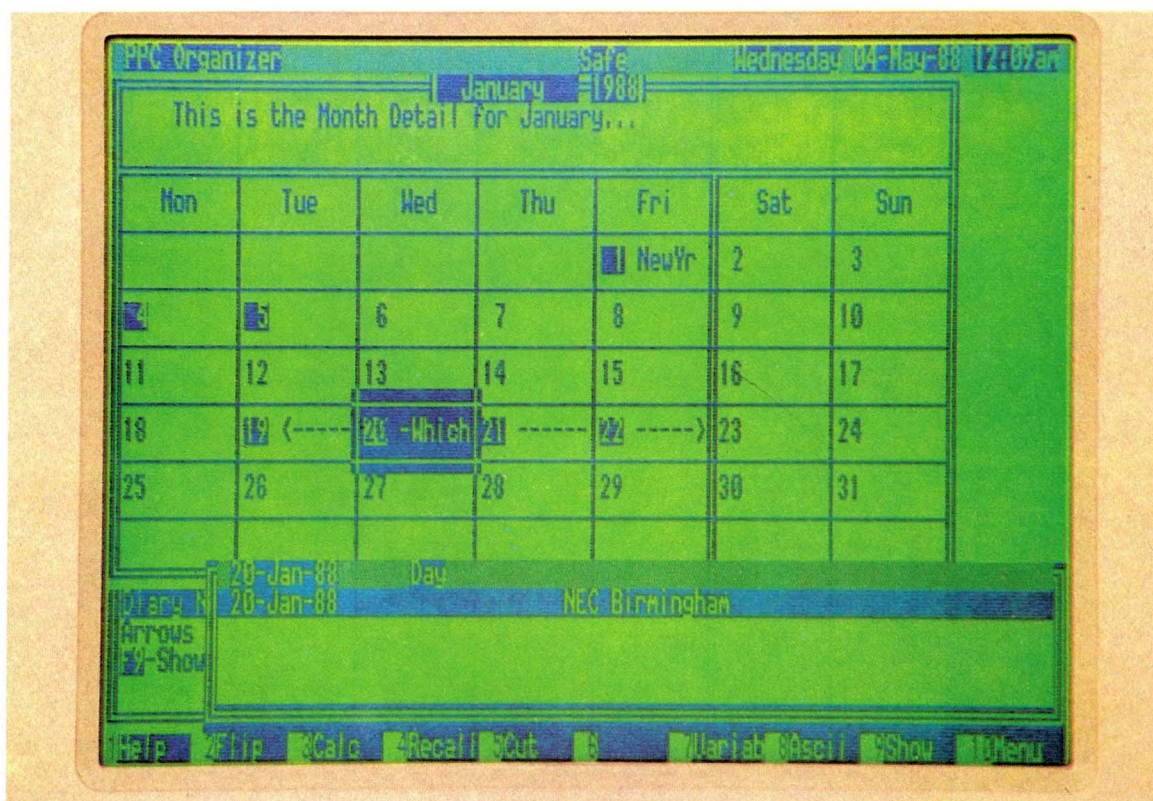 PPC Organizer Safe Wednesday 04-May-88 12:09am
January 1988
This is the Month Detail for January...
Mon Tue Wed Thu Fri Sat Sun
1 NewYr 2 3
4 5 6 7 8 9 10
11 12 13 14 15 16 17
18 19 <----- 20 -Which 21 ------ 22 -----> 23 24
25 26 27 28 29 30 31
20-Jan-88 Day
Diary N 20-Jan-88 NEC Birmingham
Arrows
-Show
1Help 2Flip 3Calc 4Recall 5Cut 6 7Variab 8Ascii 9Show 10Menu